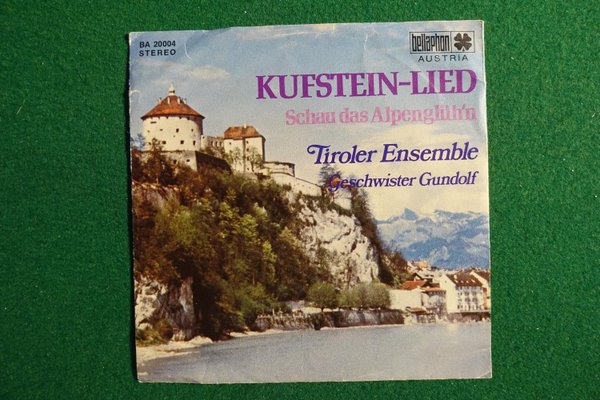 BA 20004
STEREO
bellaphon
AUSTRIA
KUFSTEIN-LIED
Schau das Alpenglüh'n
Tiroler Ensemble
Geschwister Gundolf